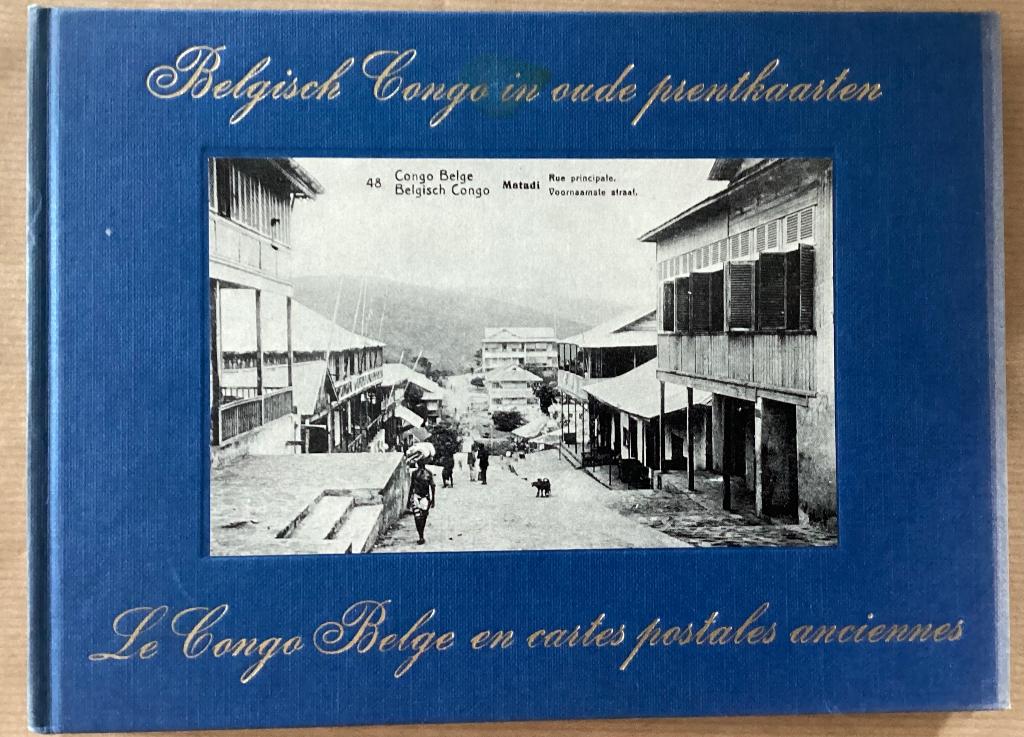 Belgisch Congo in oude prentkaarten
48 Congo Belge
Belgisch Congo
Matadi
Rue principale.
Voornaamste straat.
Le Congo Belge en cartes postales anciennes